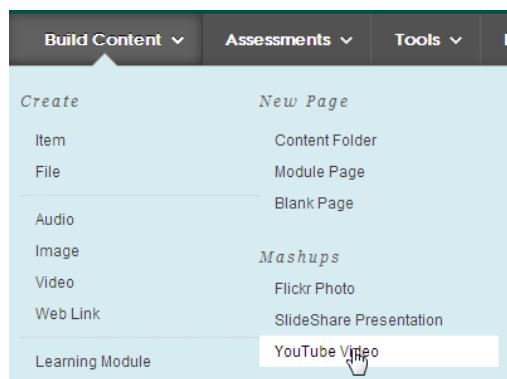 Build Content Assessments Tools
Create
Item
File
Audio
Image
Video
Web Link
Learning Module
New Page
Content Folder
Module Page
Blank Page
Mashups
Flickr Photo
SlideShare Presentation
YouTube Video